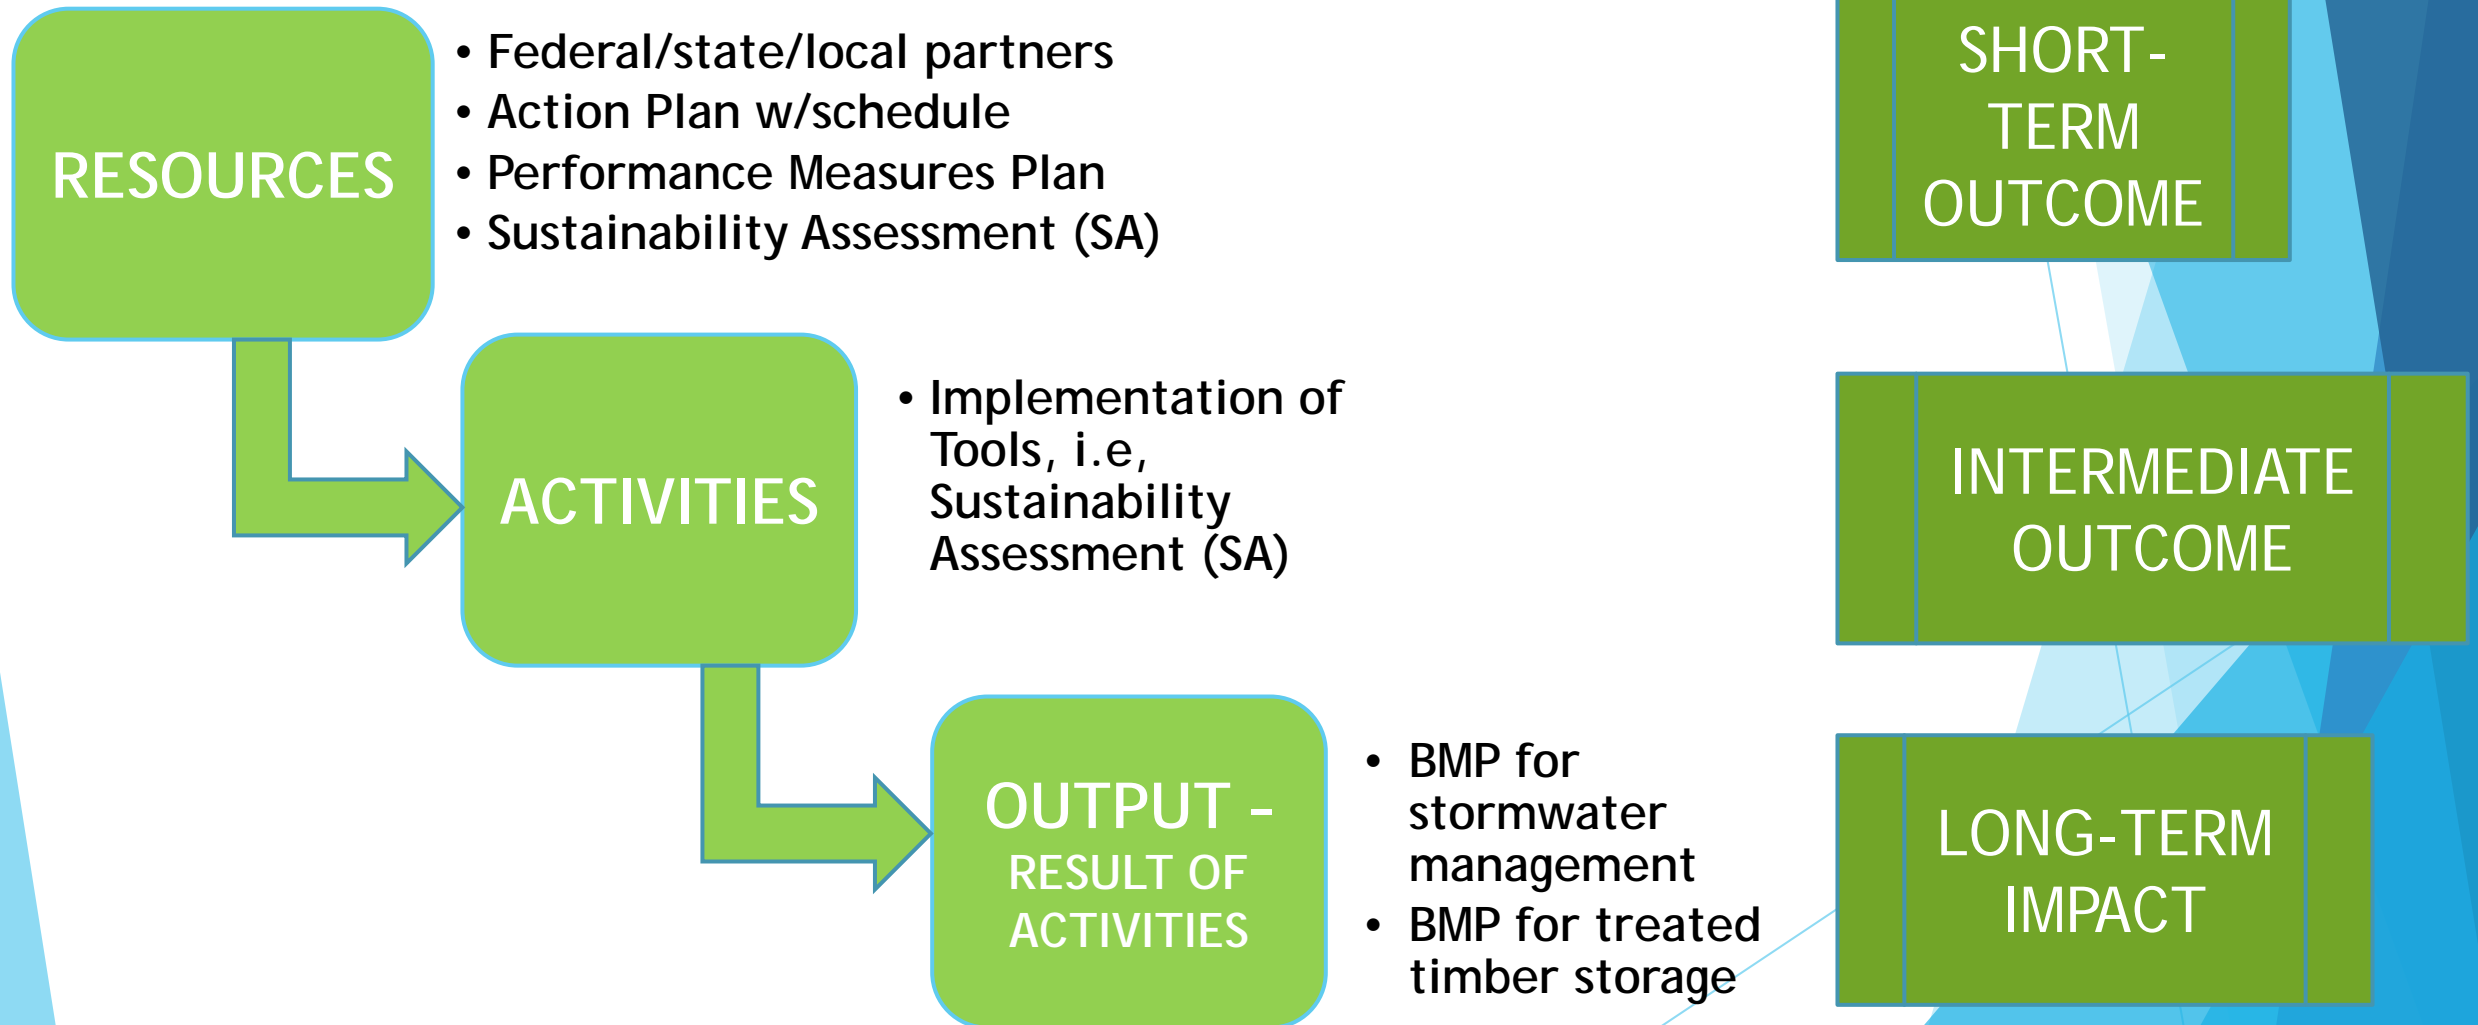 RESOURCES
• Federal/state/local partners
• Action Plan w/schedule
• Performance Measures Plan
• Sustainability Assessment (SA)
ACTIVITIES
• Implementation of
Tools, i.e,
Sustainability
Assessment (SA)
OUTPUT -
RESULT OF
ACTIVITIES
• BMP for
stormwater
management
• BMP for treated
timber storage
SHORT-
TERM
OUTCOME
INTERMEDIATE
OUTCOME
LONG-TERM
IMPACT